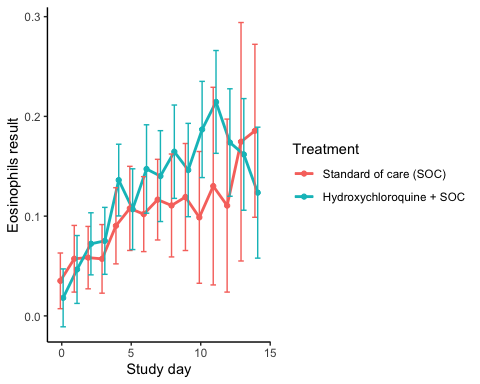 0.3
0.2
0.1
0.0
Eosinophils result
0 5 10 15
Study day
Treatment
Standard of care (SOC)
Hydroxychloroquine + SOC